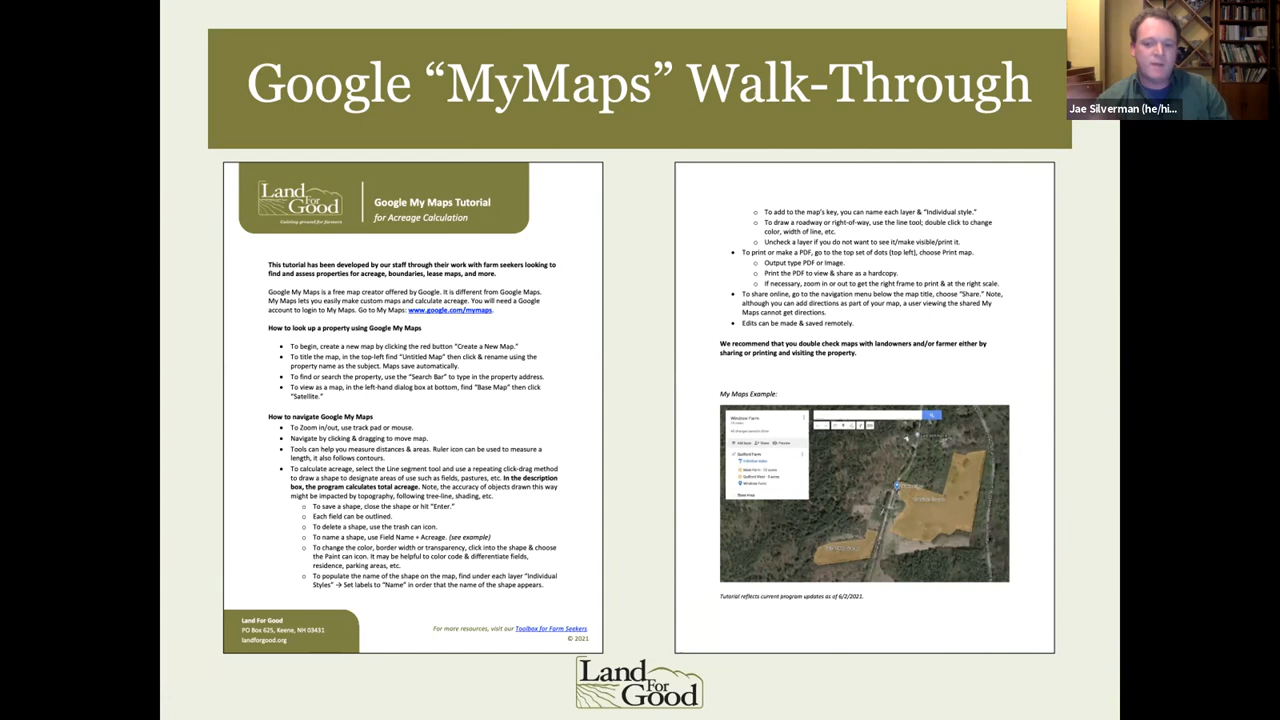 Google “MyMaps” Walk-Through
Jae Silverman (he/hi...
Land
For
Good
Gaining ground for farmers
Google My Maps Tutorial
for Acreage Calculation
This tutorial has been developed by our staff through their work with farm seekers looking to
find and assess properties for acreage, boundaries, lease maps, and more.
Google My Maps is a free map creator offered by Google. It is different from Google Maps.
My Maps lets you easily make custom maps and calculate acreage. You will need a Google
account to login to My Maps. Go to My Maps: www.google.com/mymaps.
How to look up a property using Google My Maps
• To begin, create a new map by clicking the red button “Create a New Map.”
• To title the map, in the top-left find “Untitled Map” then click & rename using the
property name as the subject. Maps save automatically.
• To find or search the property, use the “Search Bar” to type in the property address.
• To view as a map, in the left-hand dialog box at bottom, find “Base Map” then click
“Satellite.”
How to navigate Google My Maps
• To Zoom in/out, use track pad or mouse.
• Navigate by clicking & dragging to move map.
• Tools can help you measure distances & areas. Ruler icon can be used to measure a
length, it also follows contours.
• To calculate acreage, select the Line segment tool and use a repeating click-drag method
to draw a shape to designate areas of use such as fields, pastures, etc. In the description
box, the program calculates total acreage. Note, the accuracy of objects drawn this way
might be impacted by topography, following tree-line, shading, etc.
o To save a shape, close the shape or hit “Enter.”
o Each field can be outlined.
o To delete a shape, use the trash can icon.
o To name a shape, use Field Name + Acreage. (see example)
o To change the color, border width or transparency, click into the shape & choose
the Paint can icon. It may be helpful to color code & differentiate fields,
residence, parking areas, etc.
o To populate the name of the shape on the map, find under each layer “Individual
Styles” → Set labels to “Name” in order that the name of the shape appears.
Land For Good
PO Box 625, Keene, NH 03431
landforgood.org
For more resources, visit our Toolbox for Farm Seekers
© 2021
o To add to the map’s key, you can name each layer & “Individual style.”
o To draw a roadway or right-of-way, use the line tool; double click to change
color, width of line, etc.
o Uncheck a layer if you do not want to see it/make visible/print it.
• To print or make a PDF, go to the top set of dots (top left), choose Print map.
o Output type PDF or Image.
o Print the PDF to view & share as a hardcopy.
o If necessary, zoom in or out to get the right frame to print & at the right scale.
• To share online, go to the navigation menu below the map title, choose “Share.” Note,
although you can add directions as part of your map, a user viewing the shared My
Maps cannot get directions.
• Edits can be made & saved remotely.
We recommend that you double check maps with landowners and/or farmer either by
sharing or printing and visiting the property.
My Maps Example:
Window Farm
Add layer Share Preview
Guilford Farm
Individual styles
Window Farm
Base map
Tutorial reflects current program updates as of 6/2/2021.
Land
For
Good